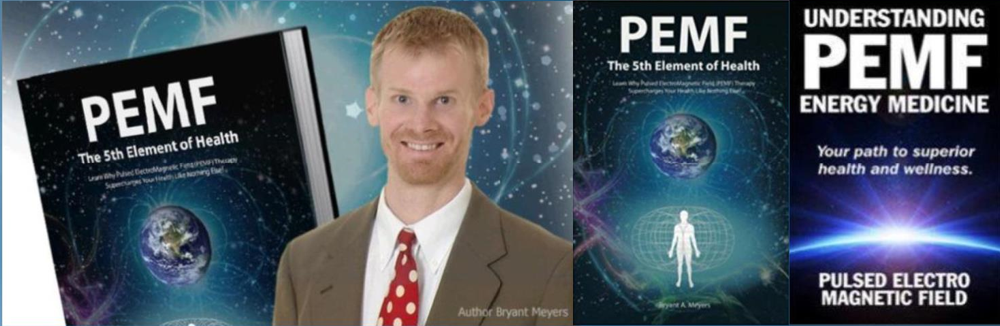 PEMF
The 5th Element of Health
Learn Why Pulsed ElectroMagnetic Field (PEMF) Therapy
Supercharges Your Health Like Nothing Else!
Author Bryant Meyers
PEMF
The 5th Element of Health
Learn Why Pulsed ElectroMagnetic Field (PEMF) Therapy
Supercharges Your Health Like Nothing Else!
Bryant A. Meyers
UNDERSTANDING
PEMF
ENERGY MEDICINE
Your path to superior
health and wellness.
PULSED ELECTRO
MAGNETIC FIELD